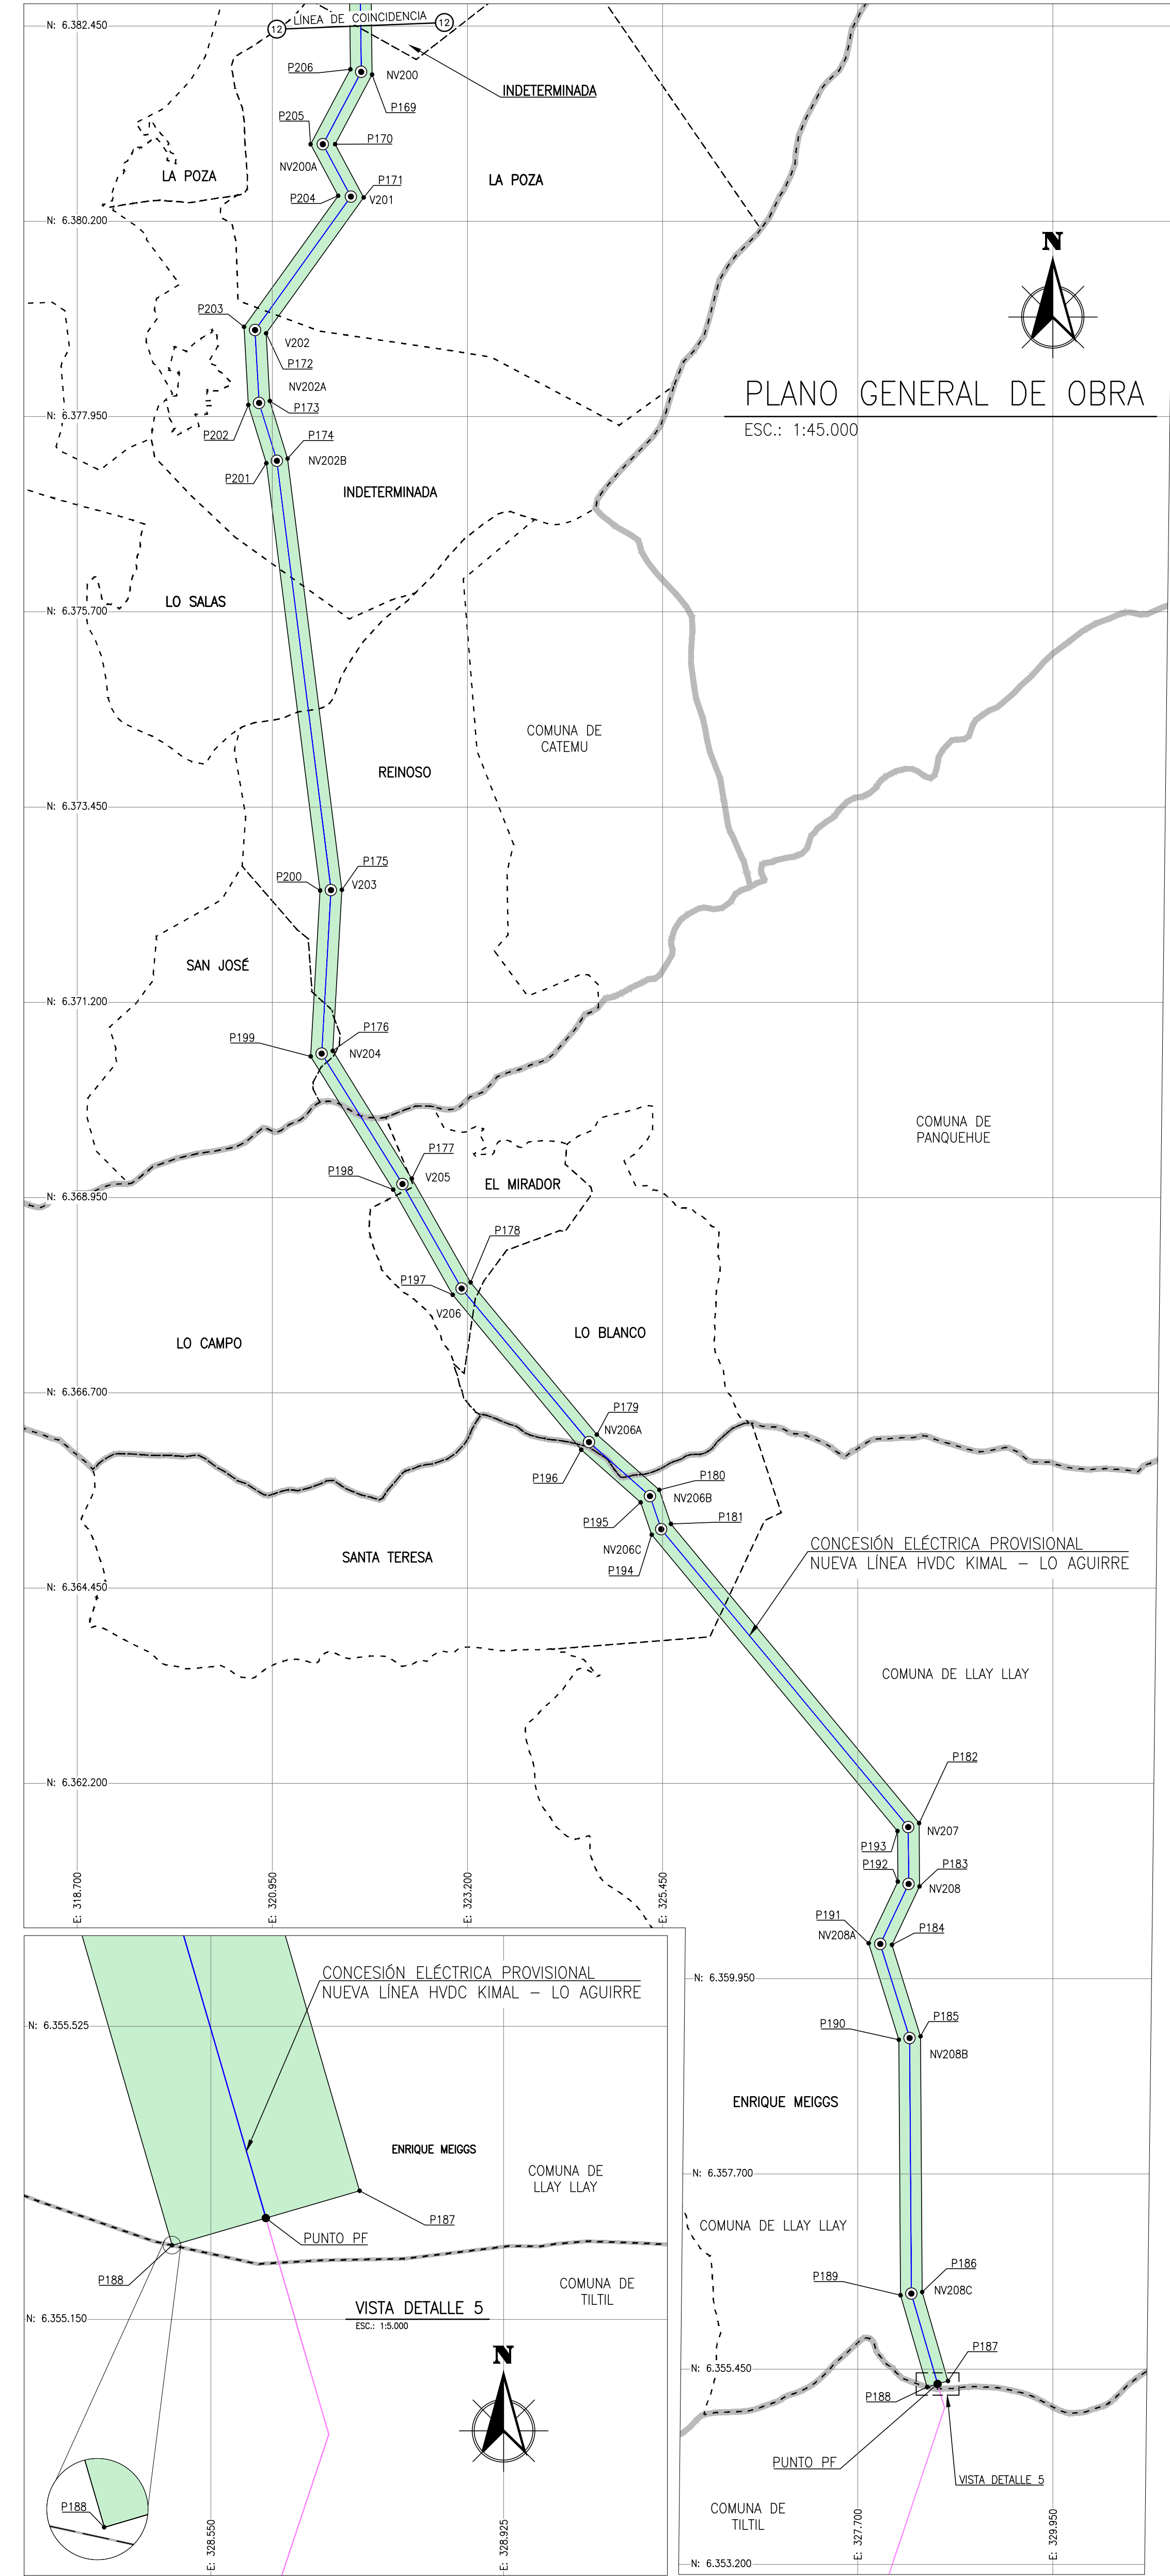 N: 6.382.450
12
LÍNEA DE COINCIDENCIA
12
P206
NV200
INDETERMINADA
P169
P205
P170
NV200A
LA POZA
LA POZA
P171
P204
V201
N: 6.380.200
N
P203
V202
P172
NV202A
P173
PLANO GENERAL DE OBRA
ESC.: 1:45.000
N: 6.377.950
P202
P174
NV202B
P201
INDETERMINADA
N: 6.375.700
LO SALAS
COMUNA DE
CATEMU
REINOSO
N: 6.373.450
P200
P175
V203
SAN JOSÉ
N: 6.371.200
P199
P176
NV204
COMUNA DE
PANQUEHUE
P177
P198
V205
EL MIRADOR
N: 6.368.950
P178
P197
V206
LO BLANCO
LO CAMPO
N: 6.366.700
P179
NV206A
P196
P180
NV206B
P195
P181
NV206C
P194
SANTA TERESA
CONCESIÓN ELÉCTRICA PROVISIONAL
NUEVA LÍNEA HVDC KIMAL – LO AGUIRRE
N: 6.364.450
COMUNA DE LLAY LLAY
P182
N: 6.362.200
NV207
P193
P192
P183
NV208
E: 318.700
E: 320.950
E: 323.200
E: 325.450
P191
NV208A
P184
N: 6.359.950
P190
P185
NV208B
ENRIQUE MEIGGS
N: 6.357.700
COMUNA DE LLAY LLAY
P189
P186
NV208C
P187
N: 6.355.450
P188
PUNTO PF
VISTA DETALLE 5
COMUNA DE
TILTIL
E: 327.700
E: 329.950
N: 6.353.200
CONCESIÓN ELÉCTRICA PROVISIONAL
NUEVA LÍNEA HVDC KIMAL – LO AGUIRRE
N: 6.355.525
ENRIQUE MEIGGS
COMUNA DE
LLAY LLAY
P187
PUNTO PF
P188
COMUNA DE
TILTIL
VISTA DETALLE 5
ESC.: 1:5.000
N: 6.355.150
N
P188
E: 328.550
E: 328.925